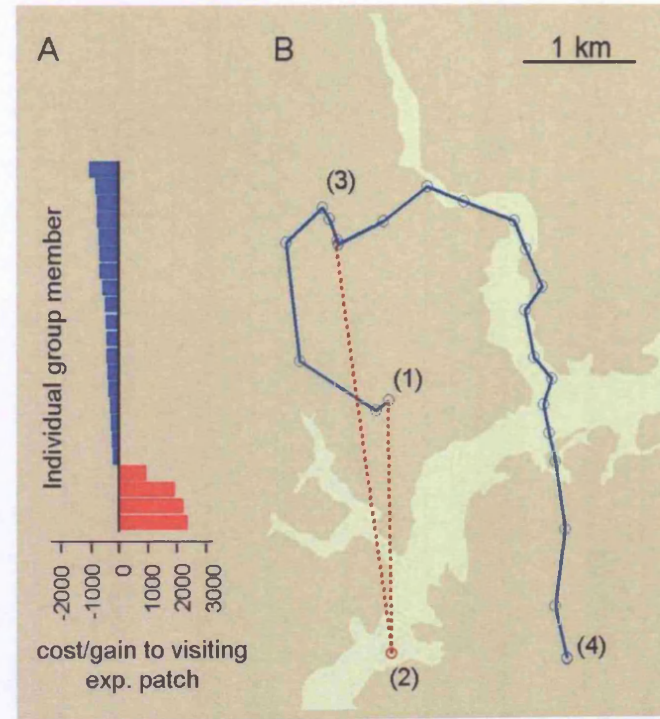 A
B
1 km
(3)
(1)
(2)
(4)
Individual group member
-2000
-1000
0
1000
2000
3000
cost/gain to visiting
exp. patch